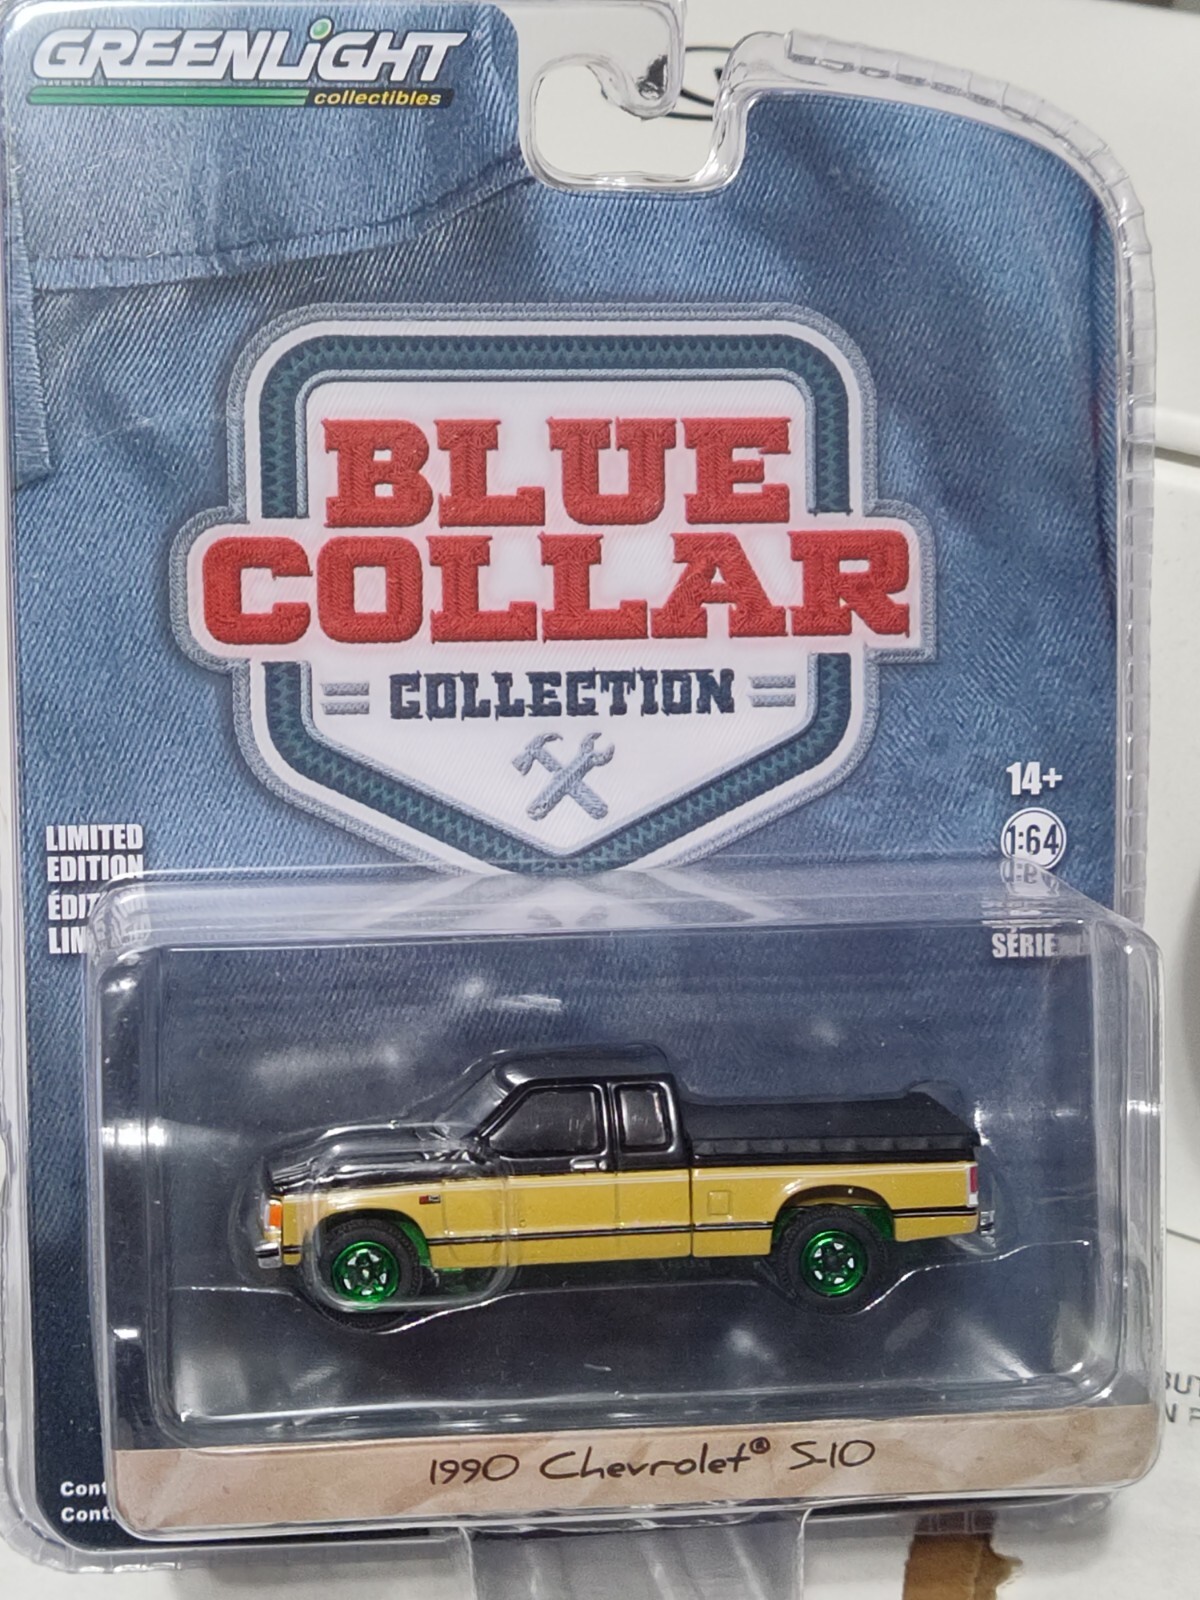 GREENLiGHT
collectibles
BLUE
COLLAR
COLLECTION
14+
1:64
LIMITED
EDITION
SÉRIE
1990 Chevrolet® S-10